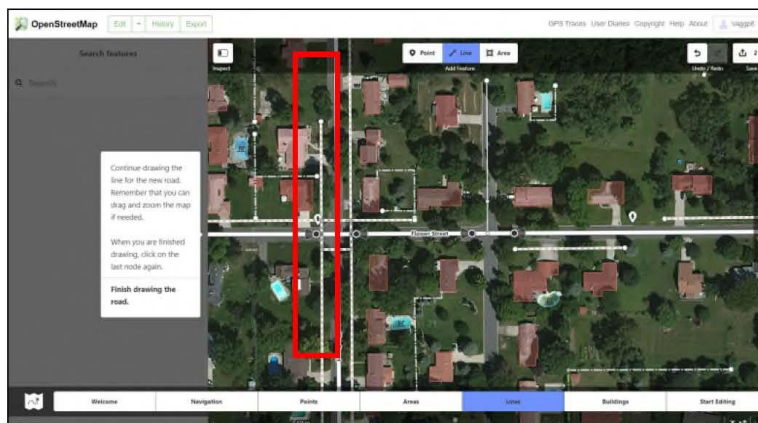 OpenStreetMap
Edit
History
Export
GPS Traces
User Diaries
Copyright
Help
About
Search features
Search
Inspect
Point
Line
Area
Add Feature
Undo / Redo
Save
Continue drawing the
line for the new road.
Remember that you can
drag and zoom the map
if needed.
When you are finished
drawing, click on the
last node again.
Finish drawing the
road.
Flower Street
Welcome
Navigation
Points
Areas
Lines
Buildings
Start Editing